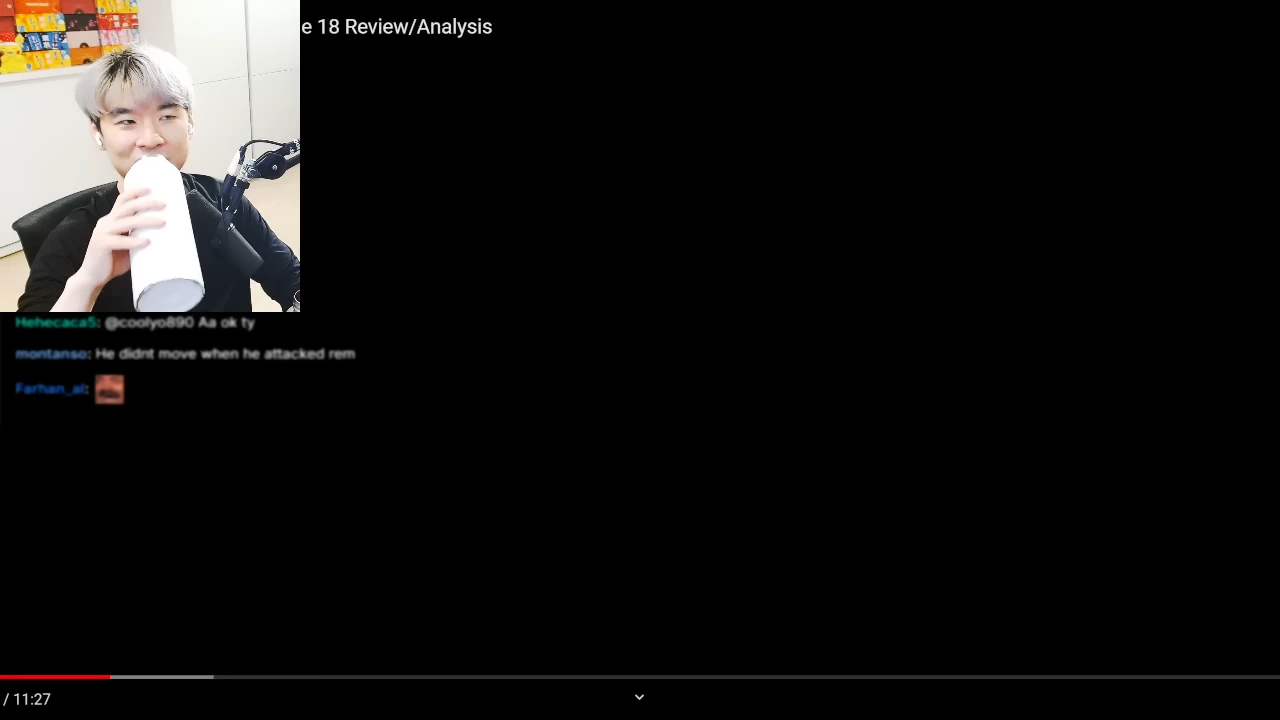 e 18 Review/Analysis
Hehecaca5: @coolyo890 Aa ok ty
montanso: He didnt move when he attacked rem
Farhan_al:
/ 11:27